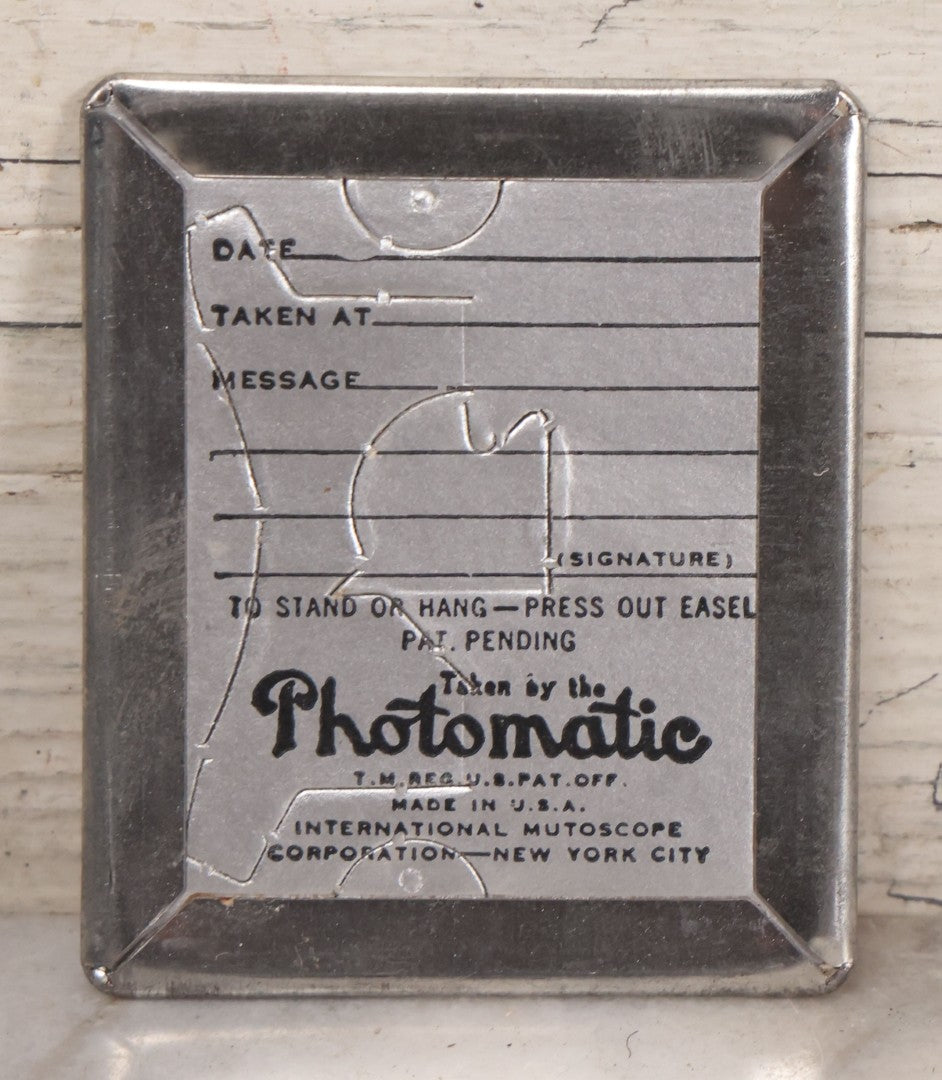 DATE
TAKEN AT
MESSAGE
(SIGNATURE)
TO STAND OR HANG—PRESS OUT EASEL
PAT. PENDING
Taken by the
Photomatic
T.M.REG.U.S.PAT.OFF.
MADE IN U.S.A.
INTERNATIONAL MUTOSCOPE
CORPORATION—NEW YORK CITY